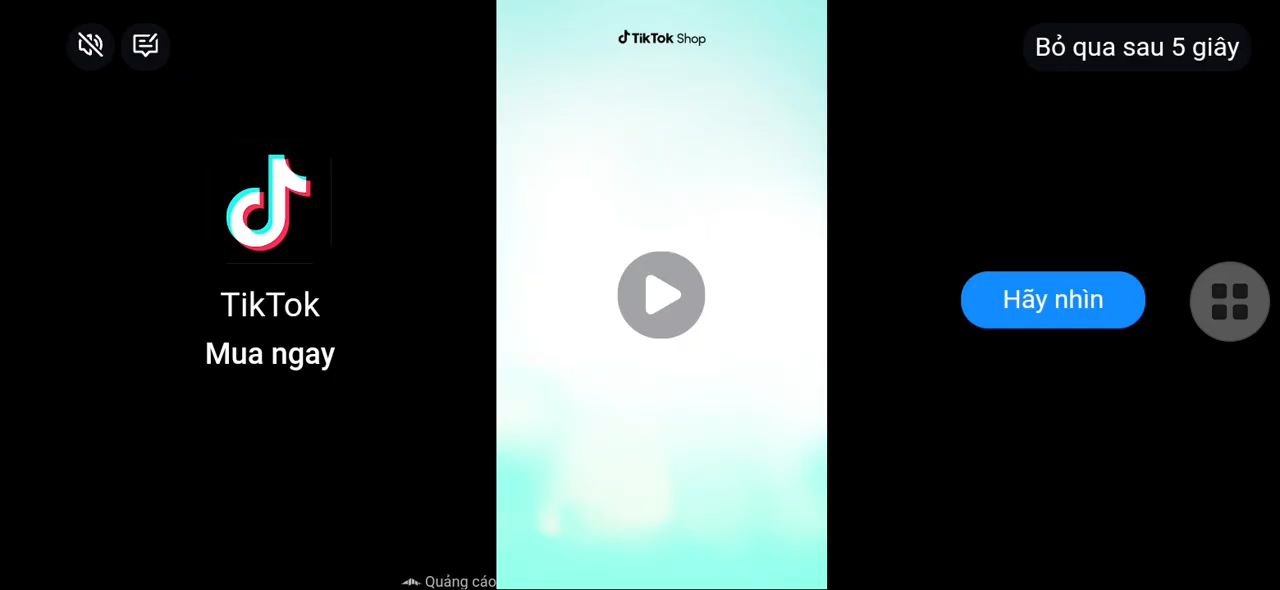 TikTok Shop
Bỏ qua sau 5 giây
TikTok
Mua ngay
Hãy nhìn
Quảng cáo